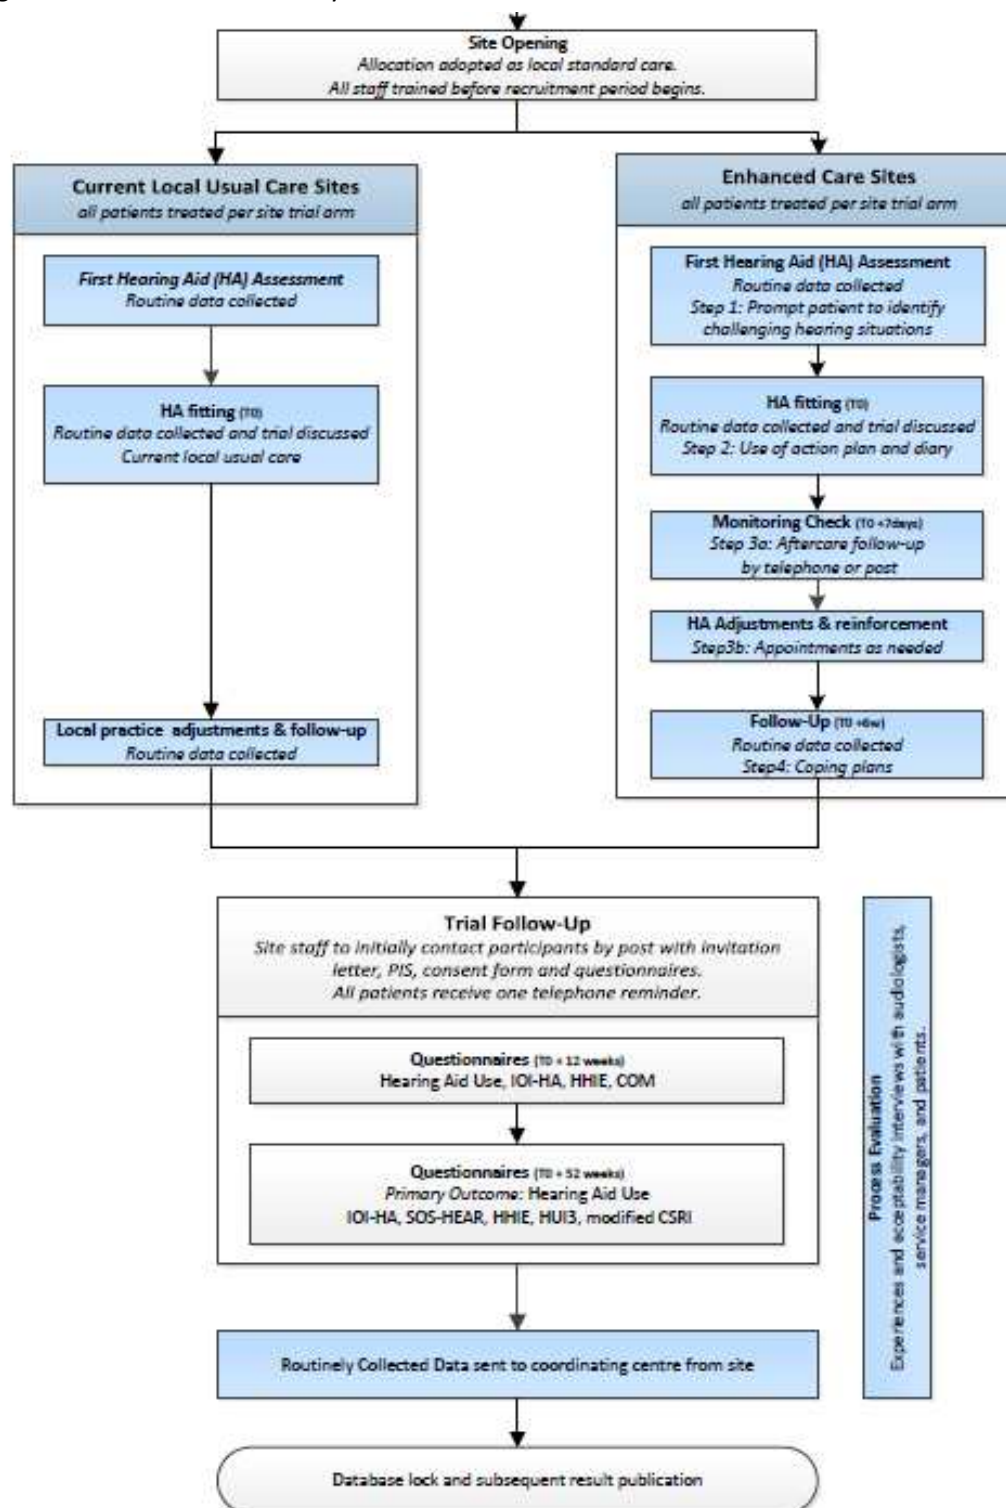 Site Opening
Allocation adopted as local standard care.
All staff trained before recruitment period begins.
Current Local Usual Care Sites
all patients treated per site trial arm
First Hearing Aid (HA) Assessment
Routine data collected
HA fitting (T0)
Routine data collected and trial discussed
Current local usual care
Local practice adjustments & follow-up
Routine data collected
Enhanced Care Sites
all patients treated per site trial arm
First Hearing Aid (HA) Assessment
Routine data collected
Step 1: Prompt patient to identify
challenging hearing situations
HA fitting (T0)
Routine data collected and trial discussed
Step 2: Use of action plan and diary
Monitoring Check (T0 +7days)
Step 3a: Aftercare follow-up
by telephone or post
HA Adjustments & reinforcement
Step3b: Appointments as needed
Follow-Up (T0 +6w)
Routine data collected
Step4: Coping plans
Trial Follow-Up
Site staff to initially contact participants by post with invitation
letter, PIS, consent form and questionnaires.
All patients receive one telephone reminder.
Questionnaires (T0 + 12 weeks)
Hearing Aid Use, IOI-HA, HHIE, COM
Questionnaires (T0 + 52 weeks)
Primary Outcome: Hearing Aid Use
IOI-HA, SOS-HEAR, HHIE, HUI3, modified CSRI
Process Evaluation
Experiences and acceptability interviews with audiologists,
service managers, and patients.
Routinely Collected Data sent to coordinating centre from site
Database lock and subsequent result publication